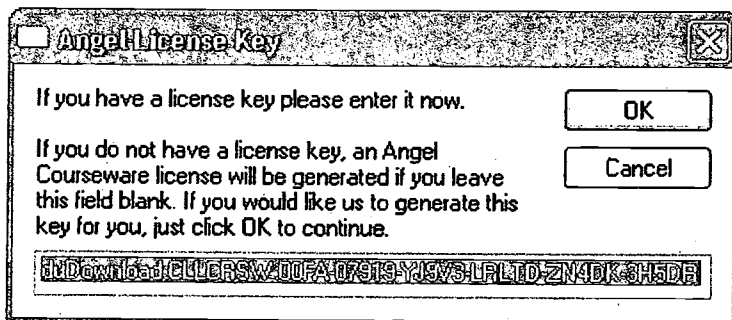 Angel License Key
If you have a license key please enter it now.
OK
If you do not have a license key, an Angel
Courseware license will be generated if you leave
this field blank. If you would like us to generate this
key for you, just click OK to continue.
Cancel